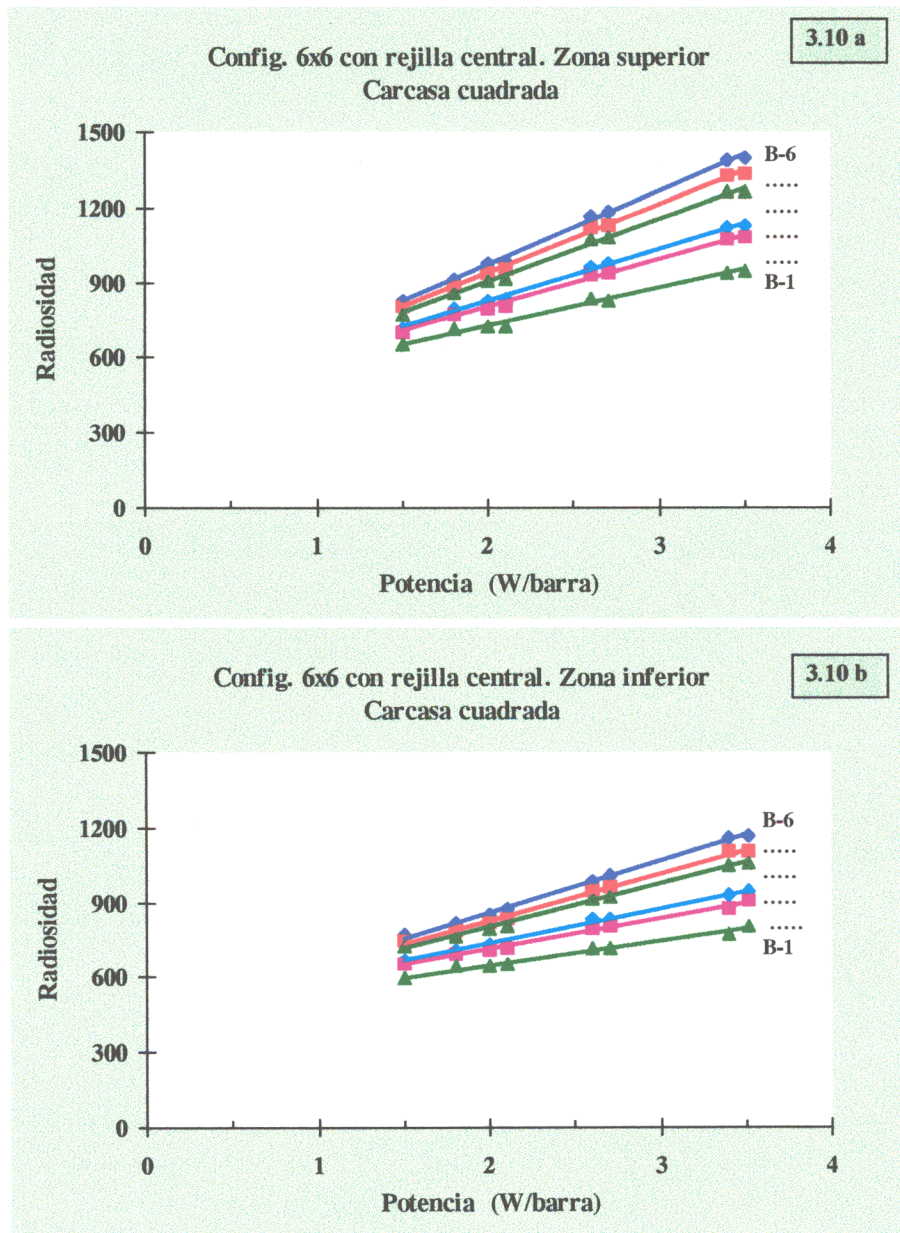 3.10 a
Config. 6x6 con rejilla central. Zona superior
Carcasa cuadrada
1500
1200
900
600
300
0
Radiosidad
B-6
.....
.....
.....
.....
B-1
0 1 2 3 4
Potencia (W/barra)
3.10 b
Config. 6x6 con rejilla central. Zona inferior
Carcasa cuadrada
1500
1200
900
600
300
0
Radiosidad
B-6
.....
.....
.....
.....
B-1
0 1 2 3 4
Potencia (W/barra)